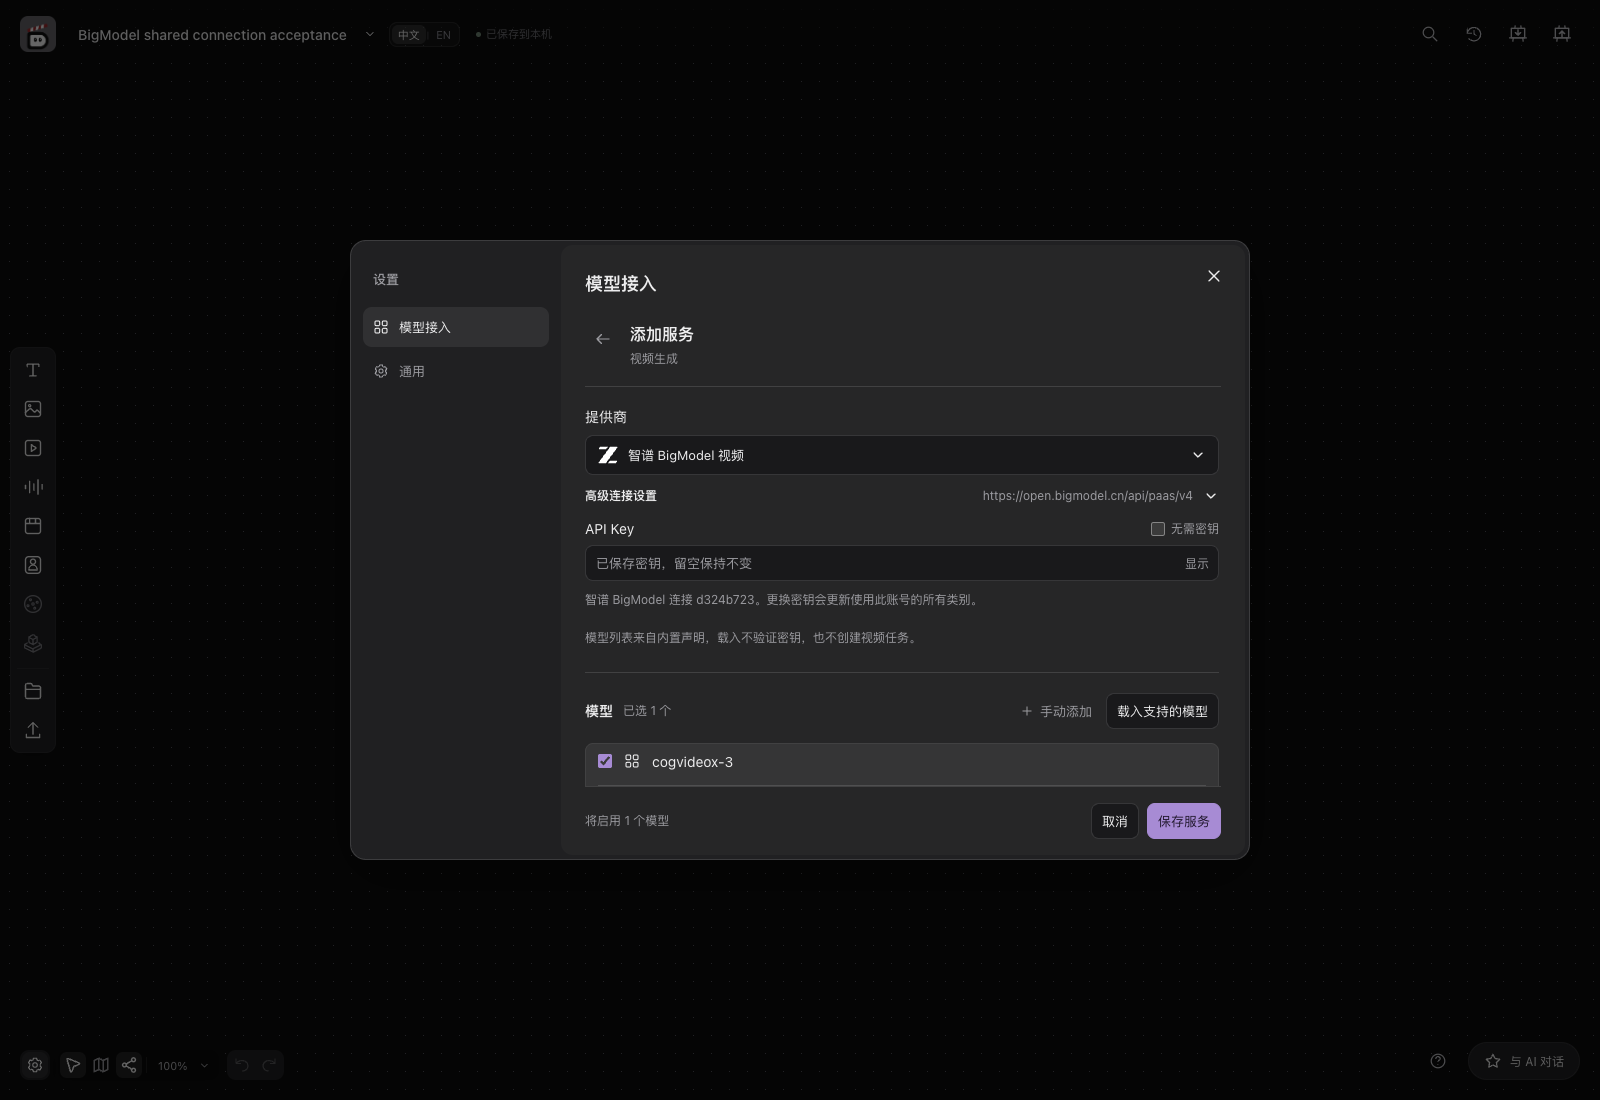 BigModel shared connection acceptance
中文 EN
已保存到本机
设置
模型接入
通用
模型接入
添加服务
视频生成
提供商
智谱 BigModel 视频
高级连接设置 https://open.bigmodel.cn/api/paas/v4
API Key 无需密钥
已保存密钥，留空保持不变 显示
智谱 BigModel 连接 d324b723。更换密钥会更新使用此账号的所有类别。
模型列表来自内置声明，载入不验证密钥，也不创建视频任务。
模型 已选 1 个 手动添加 载入支持的模型
cogvideox-3
将启用 1 个模型 取消 保存服务
100%
与 AI 对话